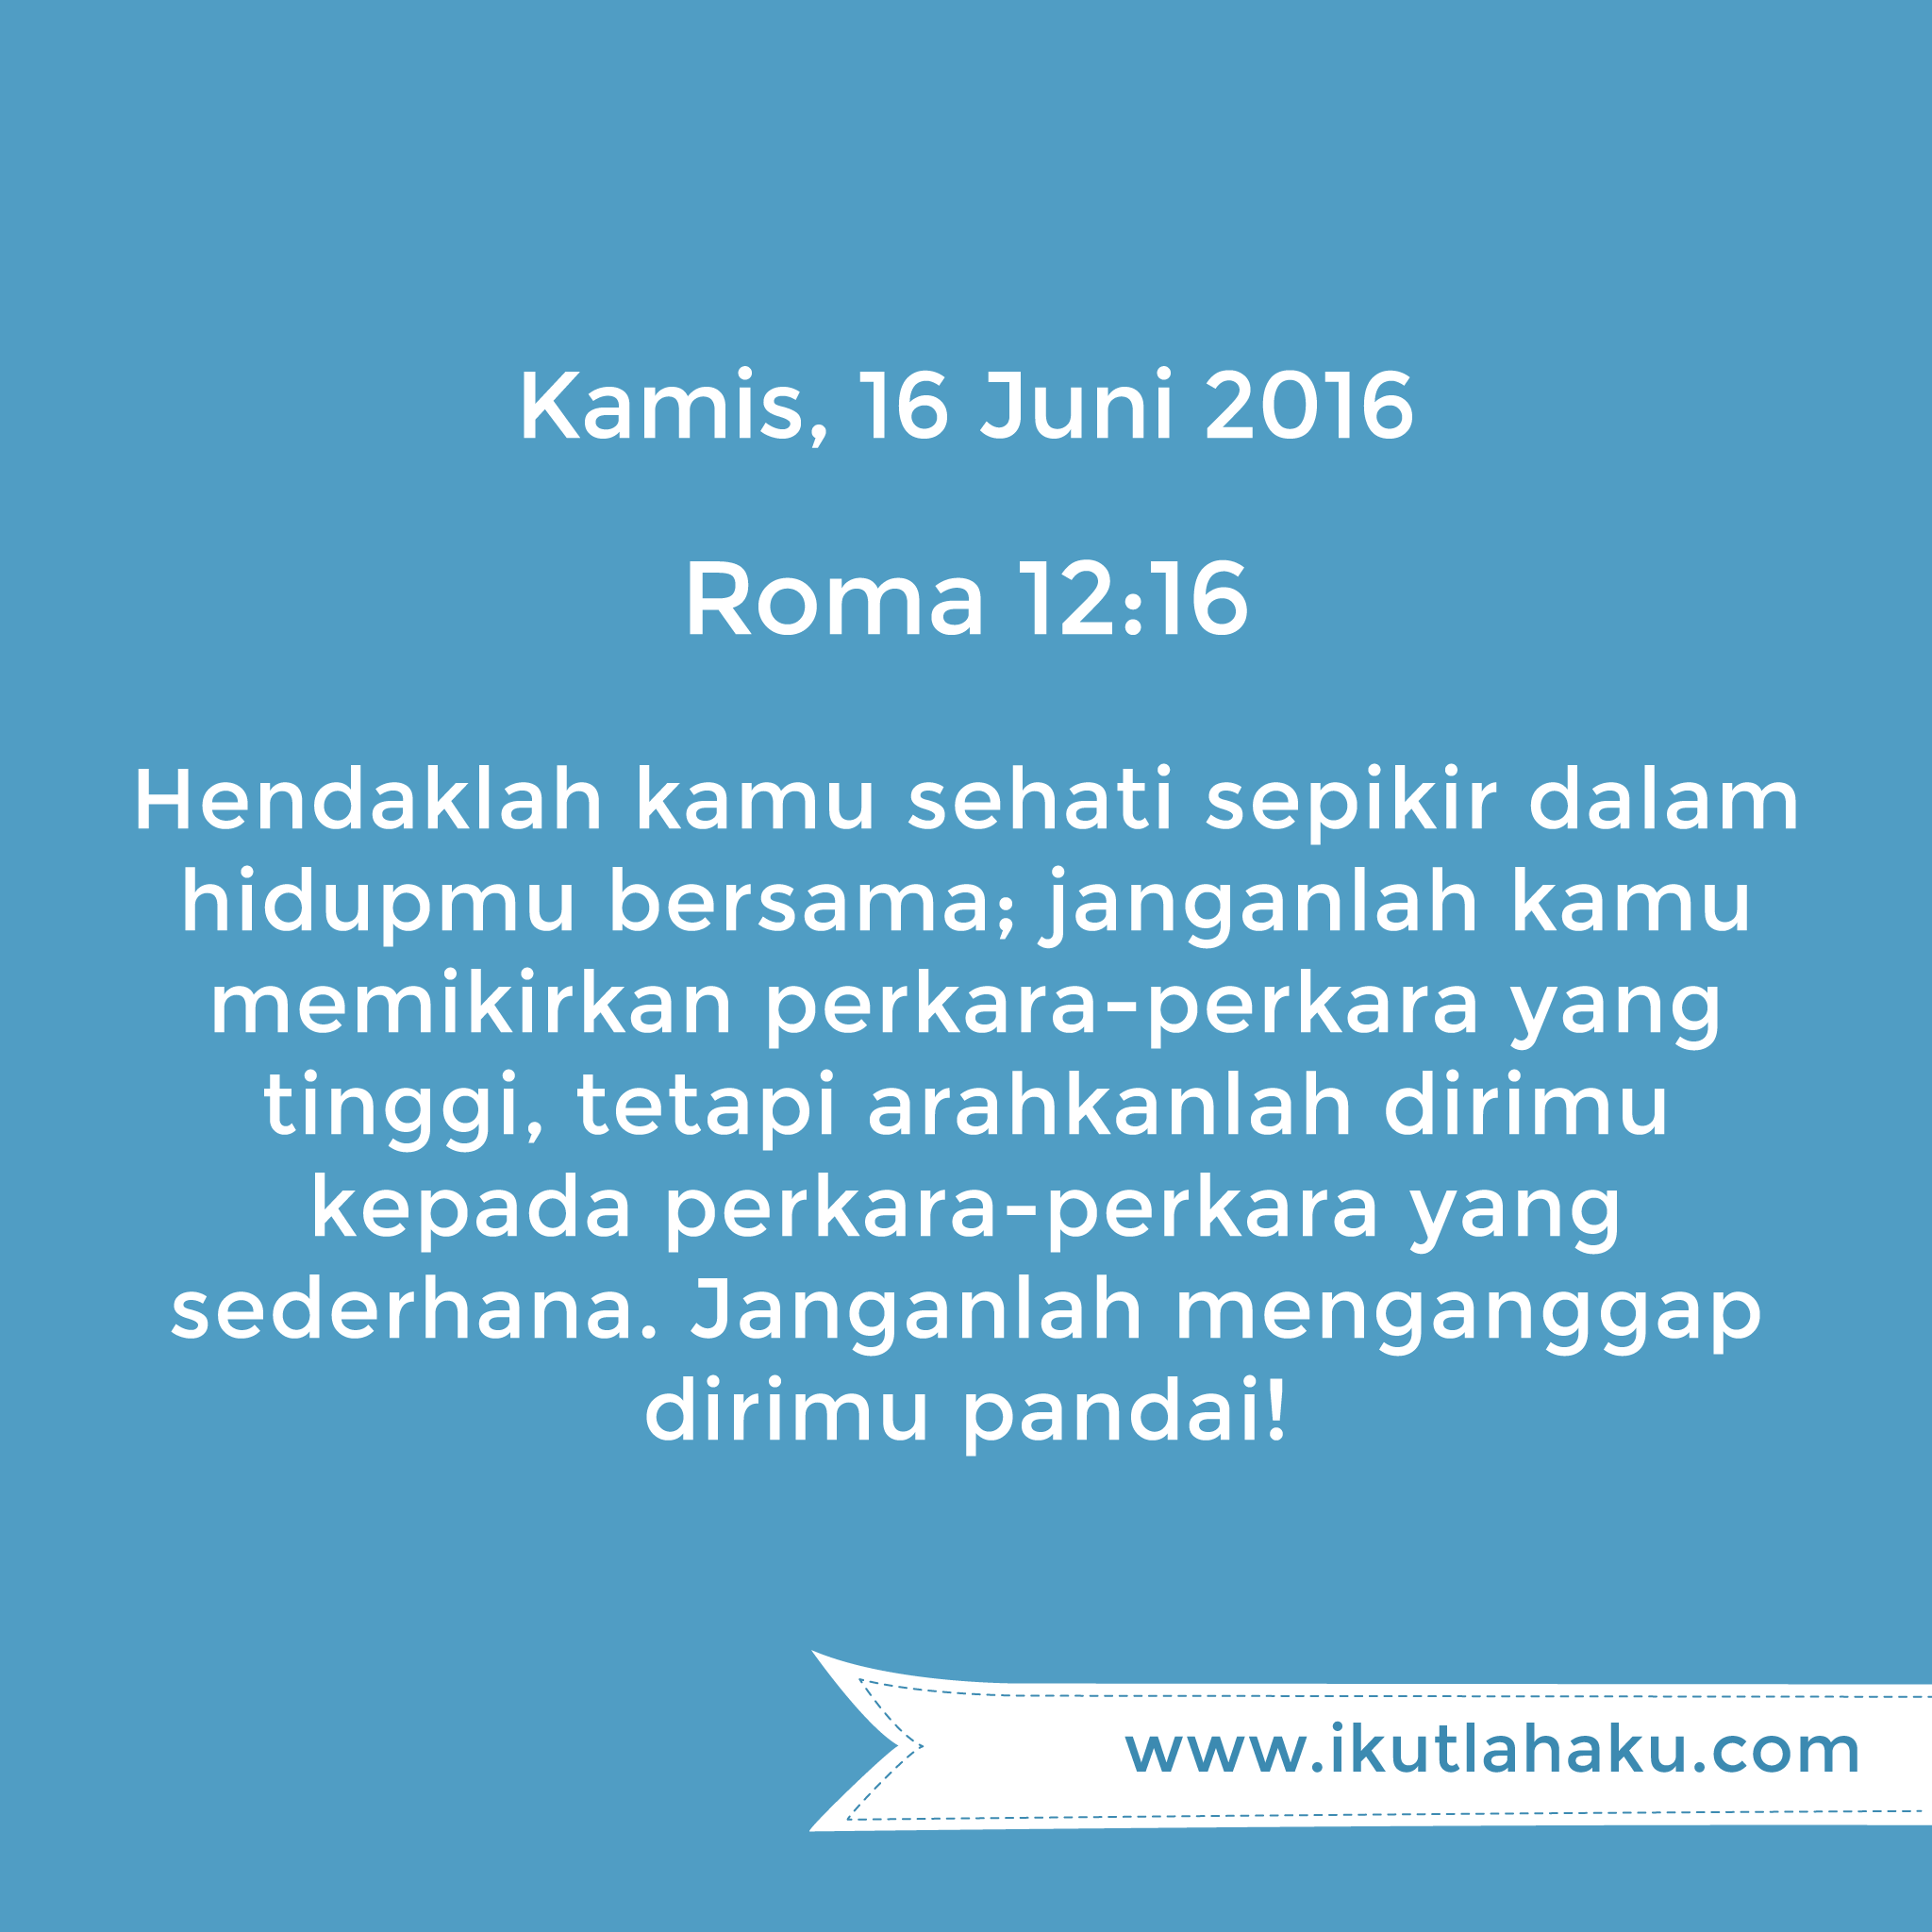 Kamis, 16 Juni 2016
Roma 12:16
Hendaklah kamu sehati sepikir dalam
hidupmu bersama; janganlah kamu
memikirkan perkara-perkara yang
tinggi, tetapi arahkanlah dirimu
kepada perkara-perkara yang
sederhana. Janganlah menganggap
dirimu pandai!
www.ikutlahaku.com